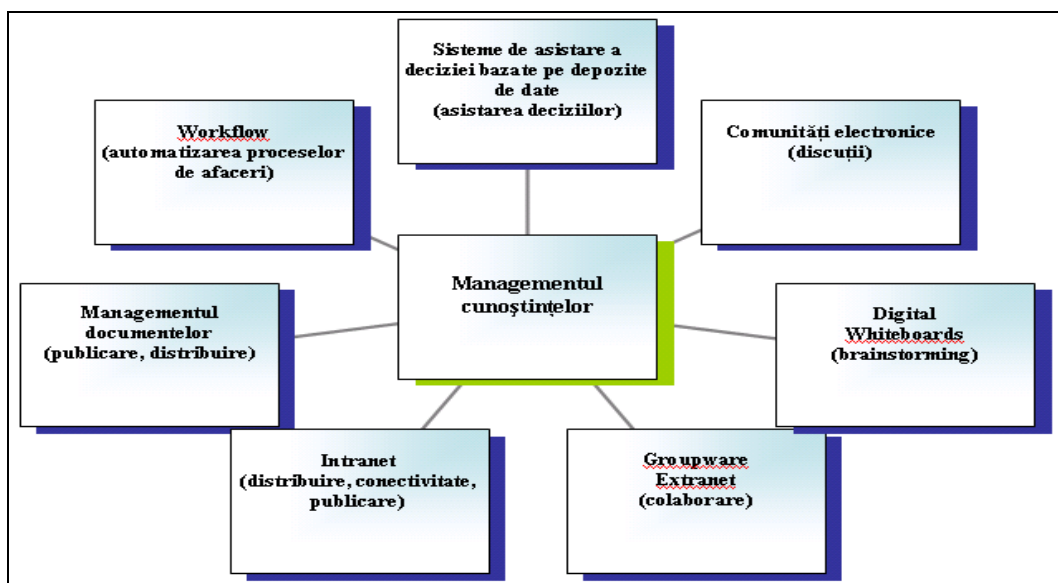 Sisteme de asistare a
deciziei bazate pe depozite
de date
(asistarea deciziilor)
Workflow
(automatizarea proceselor
de afaceri)
Comunități electronice
(discuții)
Managementul
cunoştinţelor
Managementul
documentelor
(publicare, distribuire)
Digital
Whiteboards
(brainstorming)
Intranet
(distribuire, conectivitate,
publicare)
Groupware
Extranet
(colaborare)